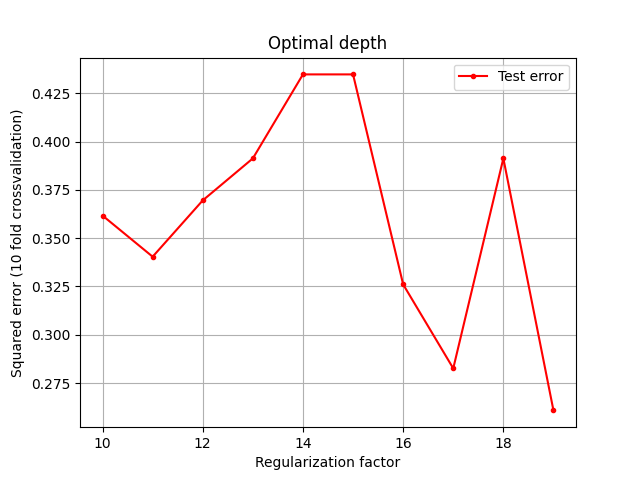 Optimal depth
Test error
Squared error (10 fold crossvalidation)
0.425
0.400
0.375
0.350
0.325
0.300
0.275
10 12 14 16 18
Regularization factor